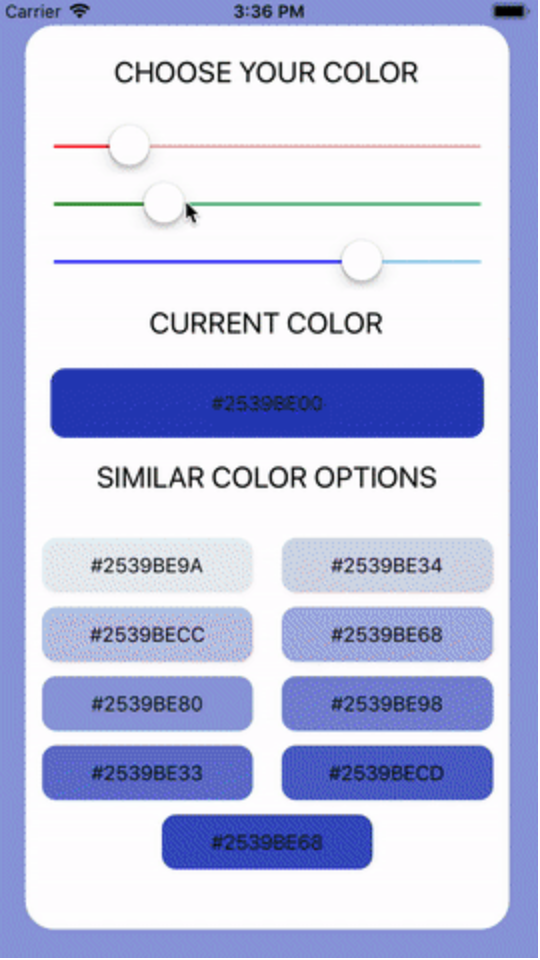 Carrier 3:36 PM
CHOOSE YOUR COLOR
CURRENT COLOR
#2539BE00
SIMILAR COLOR OPTIONS
#2539BE9A #2539BE34
#2539BECC #2539BE68
#2539BE80 #2539BE98
#2539BE33 #2539BECD
#2539BE68